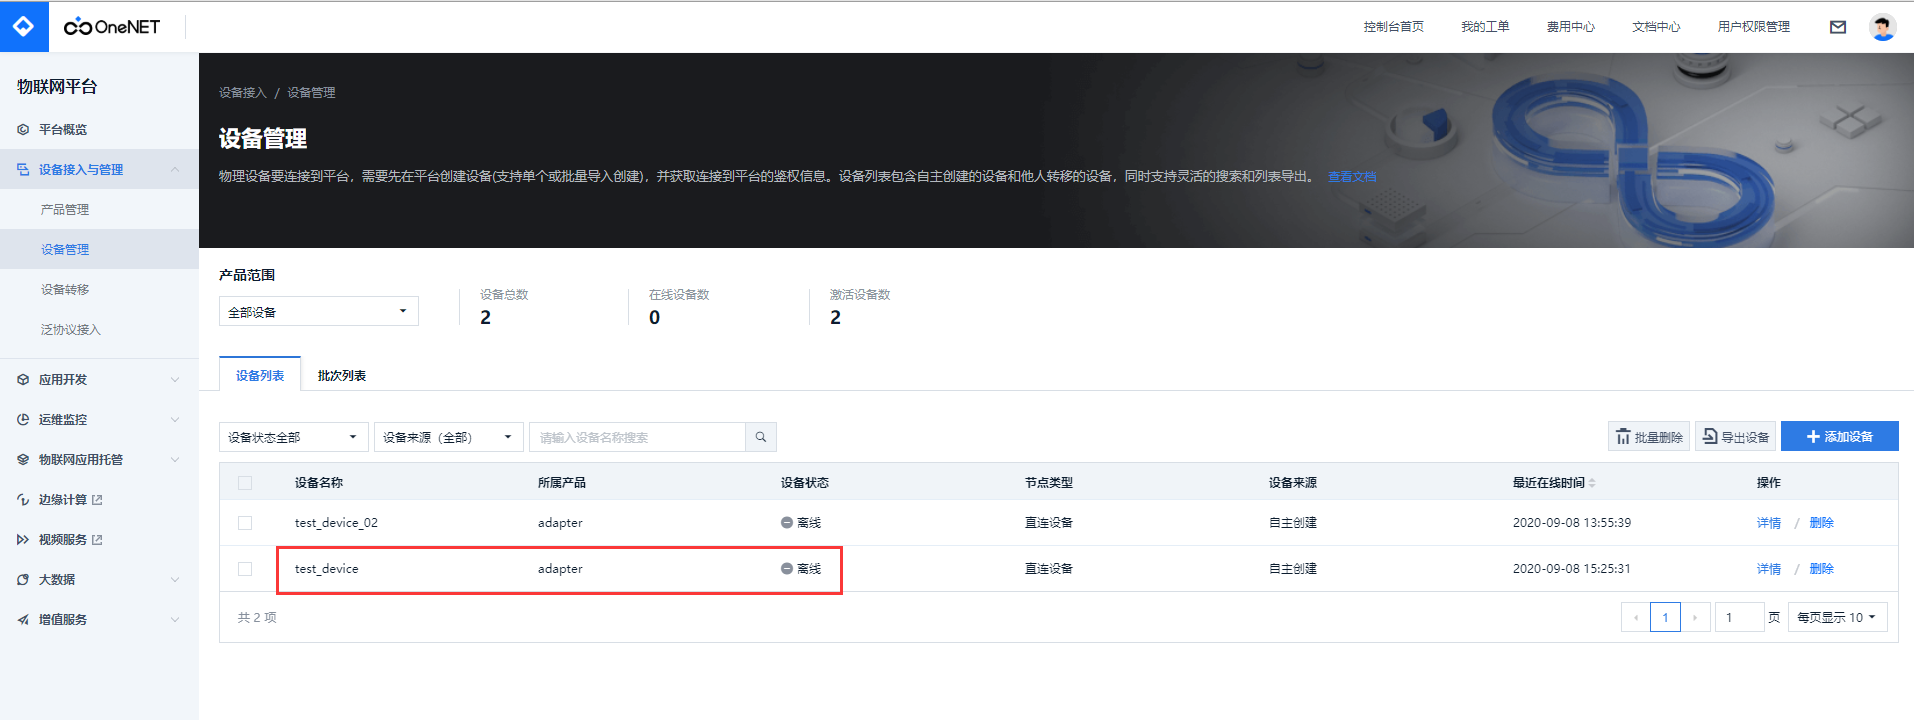 OneNET
控制台首页 我的工单 费用中心 文档中心 用户权限管理
物联网平台
平台概览
设备接入与管理
产品管理
设备管理
设备转移
泛协议接入
应用开发
运维监控
物联网应用托管
边缘计算
视频服务
大数据
增值服务
设备接入 / 设备管理
设备管理
物理设备要连接到平台，需要先在平台创建设备(支持单个或批量导入创建)，并获取连接到平台的鉴权信息。设备列表包含自主创建的设备和他人转移的设备，同时支持灵活的搜索和列表导出。 查看文档
产品范围
全部设备
设备总数 在线设备数 激活设备数
2 0 2
设备列表 批次列表
设备状态全部 设备来源（全部） 请输入设备名称搜索 批量删除 导出设备 添加设备
设备名称 所属产品 设备状态 节点类型 设备来源 最近在线时间 操作
test_device_02 adapter 离线 直连设备 自主创建 2020-09-08 13:55:39 详情 / 删除
test_device adapter 离线 直连设备 自主创建 2020-09-08 15:25:31 详情 / 删除
共 2 项 1 1 页 每页显示 10